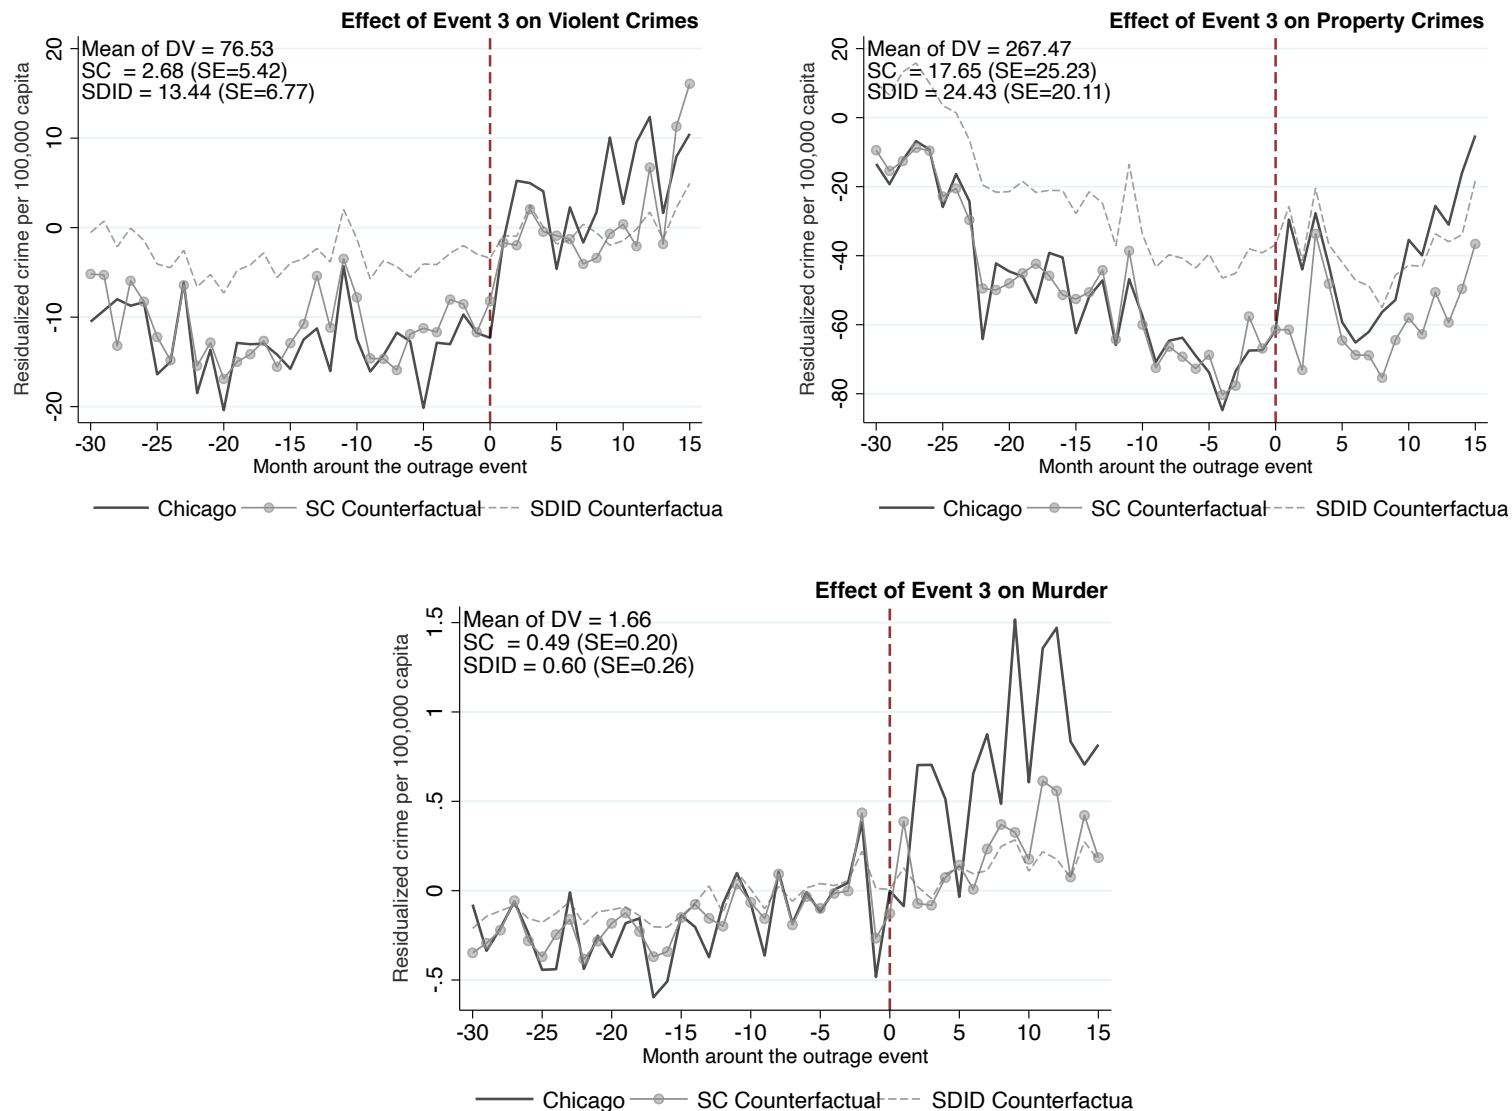 Effect of Event 3 on Violent Crimes
Mean of DV = 76.53
SC = 2.68 (SE=5.42)
SDID = 13.44 (SE=6.77)
Residualized crime per 100,000 capita
20
10
0
-10
-20
-30 -25 -20 -15 -10 -5 0 5 10 15
Month arount the outrage event
Chicago SC Counterfactual SDID Counterfactua
Effect of Event 3 on Property Crimes
Mean of DV = 267.47
SC = 17.65 (SE=25.23)
SDID = 24.43 (SE=20.11)
Residualized crime per 100,000 capita
20
0
-20
-40
-60
-80
-30 -25 -20 -15 -10 -5 0 5 10 15
Month arount the outrage event
Chicago SC Counterfactual SDID Counterfactua
Effect of Event 3 on Murder
Mean of DV = 1.66
SC = 0.49 (SE=0.20)
SDID = 0.60 (SE=0.26)
Residualized crime per 100,000 capita
1.5
1
.5
0
-.5
-30 -25 -20 -15 -10 -5 0 5 10 15
Month arount the outrage event
Chicago SC Counterfactual SDID Counterfactua